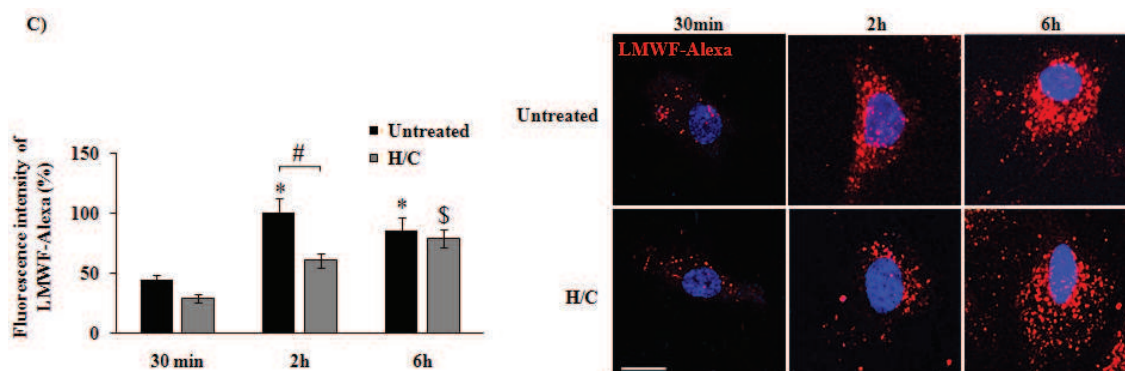 C)
Fluorescence intensity of
LMWF-Alexa (%)
Untreated
H/C
150
100
50
0
#
*
*
$
30 min
2h
6h
30min
2h
6h
LMWF-Alexa
Untreated
H/C